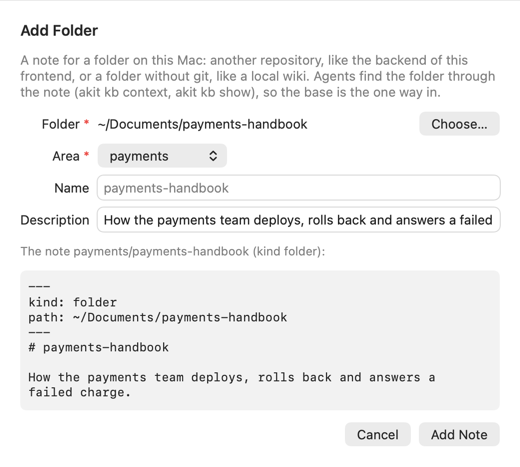 Add Folder
A note for a folder on this Mac: another repository, like the backend of this
frontend, or a folder without git, like a local wiki. Agents find the folder through
the note (akit kb context, akit kb show), so the base is the one way in.
Folder * ~/Documents/payments-handbook Choose...
Area * payments
Name payments-handbook
Description How the payments team deploys, rolls back and answers a failed
The note payments/payments-handbook (kind folder):
---
kind: folder
path: ~/Documents/payments-handbook
---
# payments-handbook
How the payments team deploys, rolls back and answers a
failed charge.
Cancel Add Note